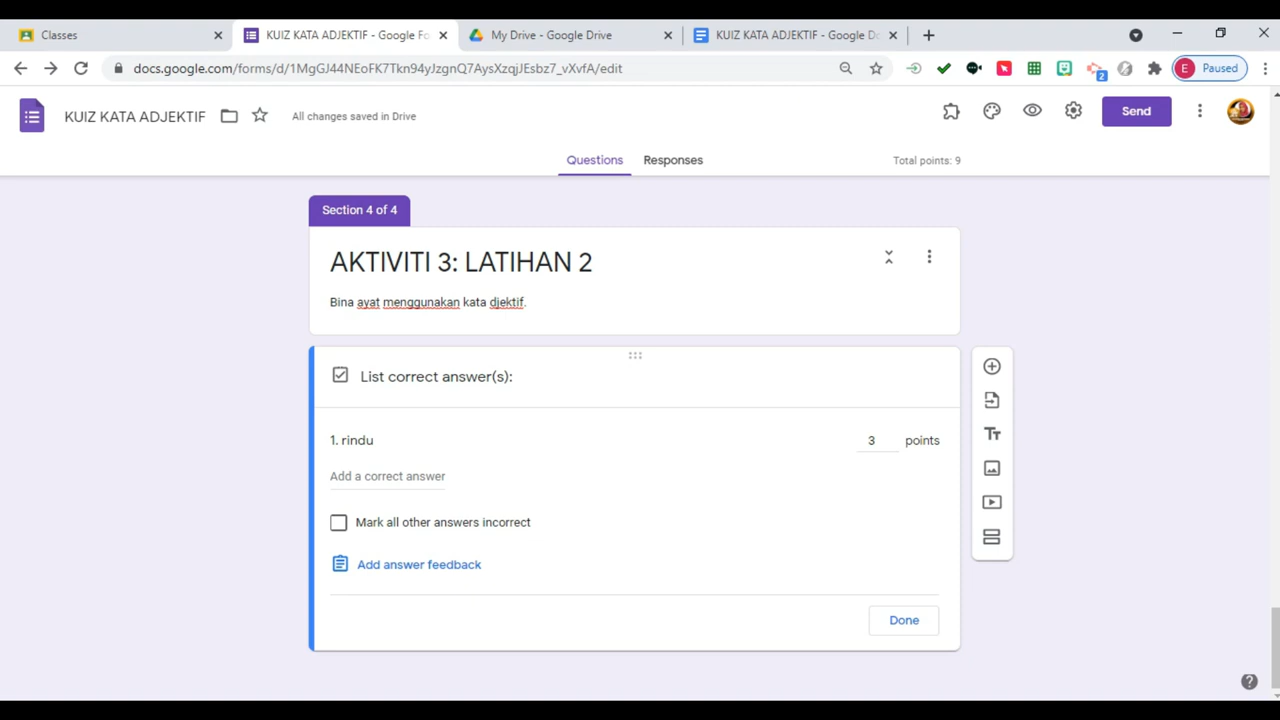 Classes
KUIZ KATA ADJEKTIF - Google Fo
My Drive - Google Drive
KUIZ KATA ADJEKTIF - Google D
docs.google.com/forms/d/1MgGJ44NEoFK7Tkn94yJzgnQ7AysXzqjJEsbz7_vXvfA/edit
2
E Paused
KUIZ KATA ADJEKTIF
All changes saved in Drive
Send
Questions
Responses
Total points: 9
Section 4 of 4
AKTIVITI 3: LATIHAN 2
Bina ayat menggunakan kata djektif.
List correct answer(s):
1. rindu
3 points
Add a correct answer
Mark all other answers incorrect
Add answer feedback
Done